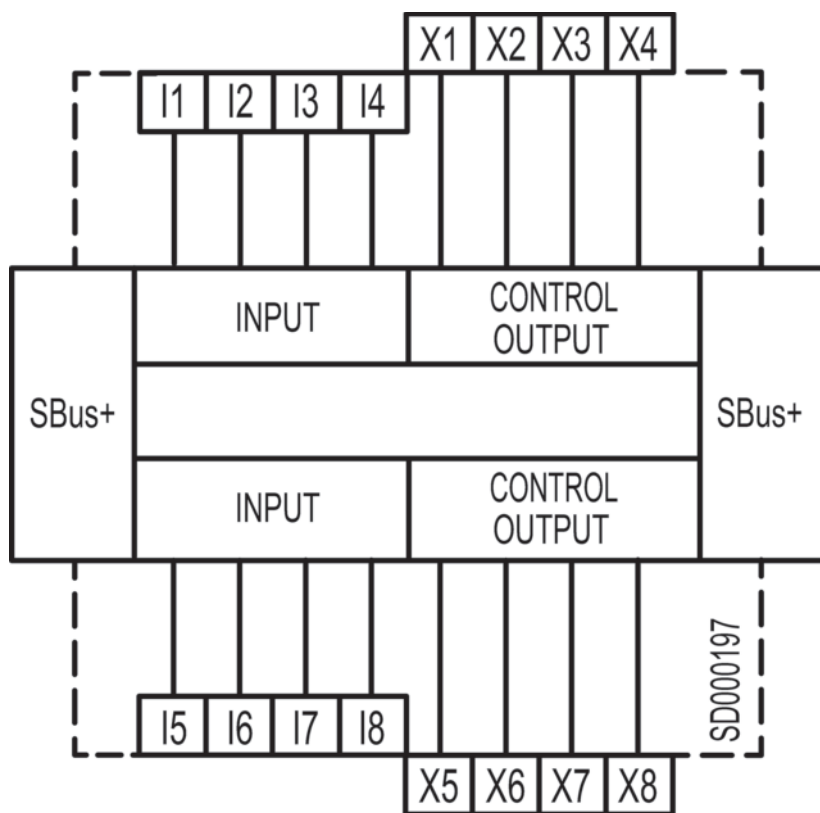 X1 X2 X3 X4
I1 I2 I3 I4
INPUT
CONTROL
OUTPUT
SBus+
SBus+
INPUT
CONTROL
OUTPUT
SD000197
I5 I6 I7 I8
X5 X6 X7 X8